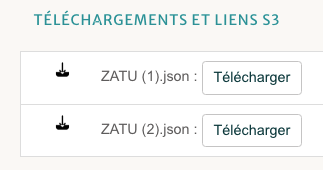 TÉLÉCHARGEMENTS ET LIENS S3
ZATU (1).json : Télécharger
ZATU (2).json : Télécharger